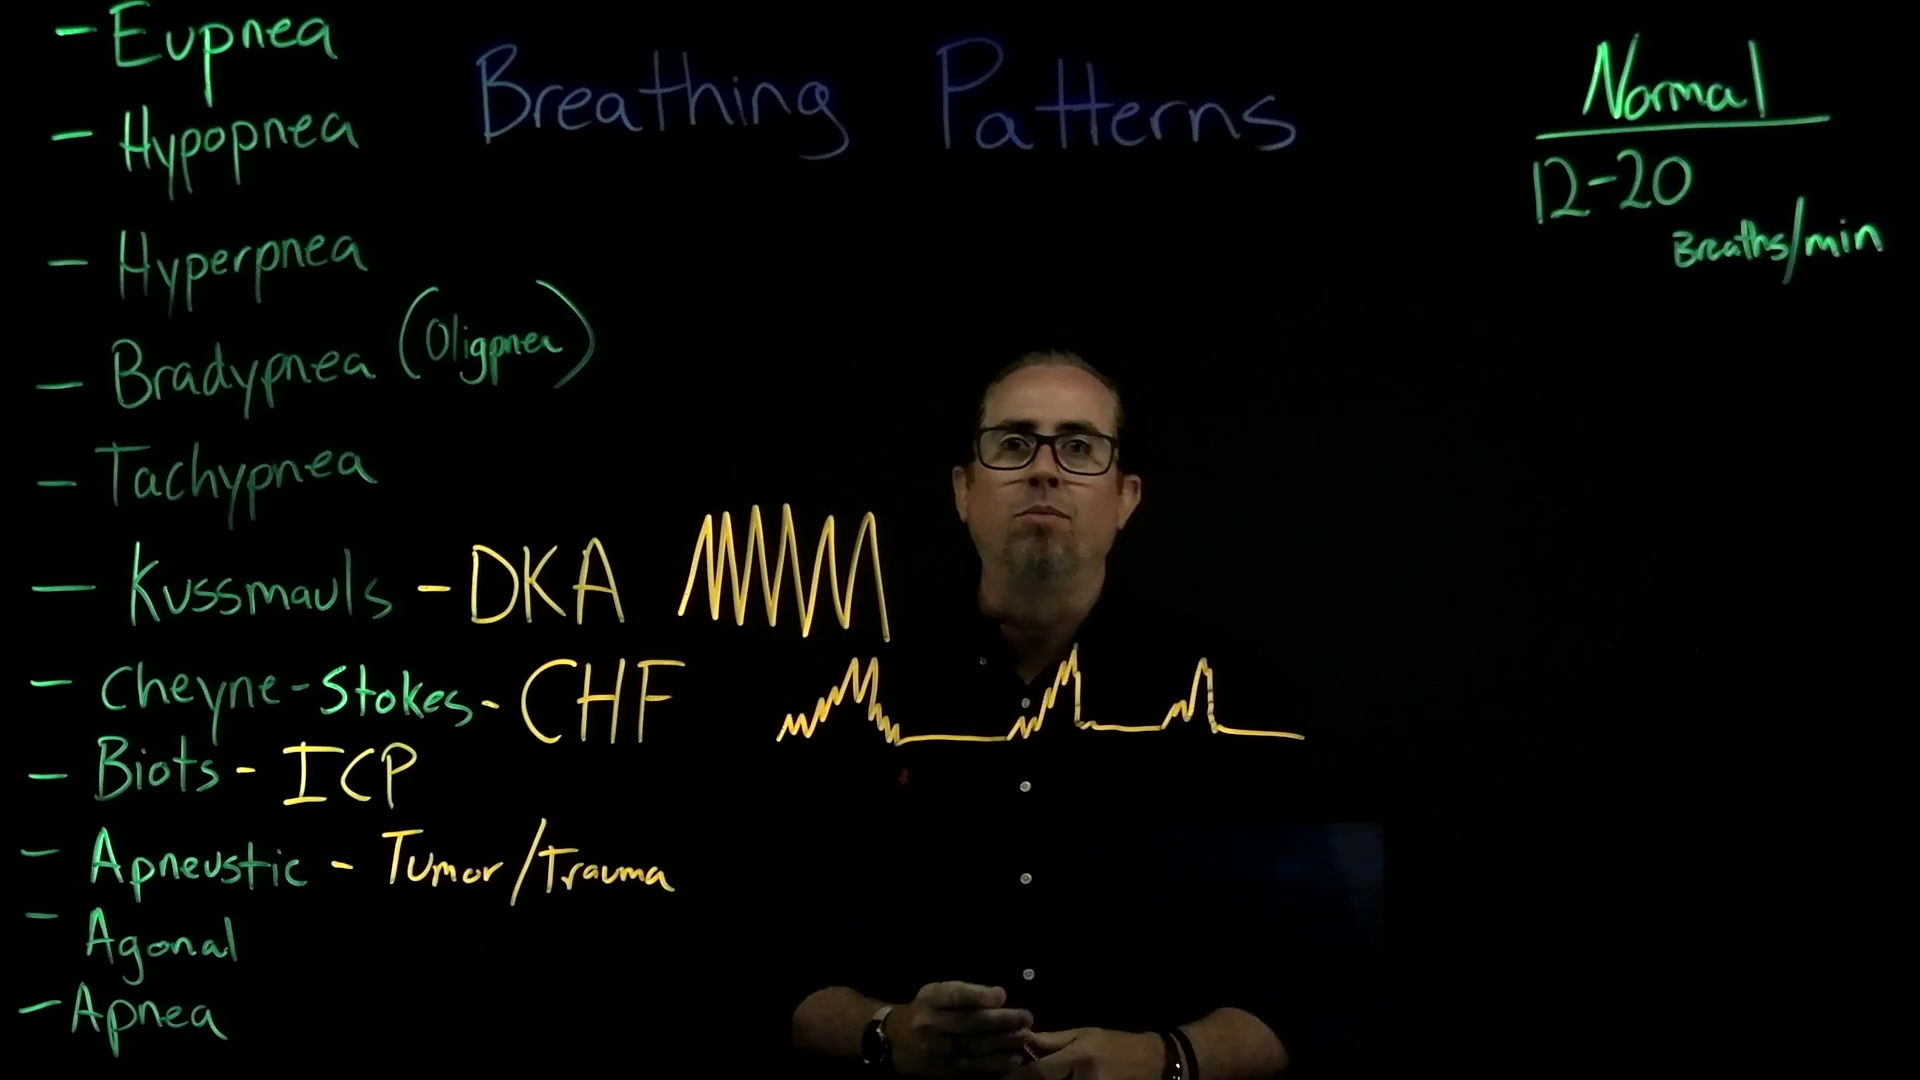 Breathing Patterns
- Eupnea
- Hypopnea
- Hyperpnea
- Bradypnea (Oligpnea)
- Tachypnea
- Kussmauls - DKA
- Cheyne-Stokes - CHF
- Biots - ICP
- Apneustic - Tumor/Trauma
- Agonal
- Apnea
Normal
12-20
Breaths/min